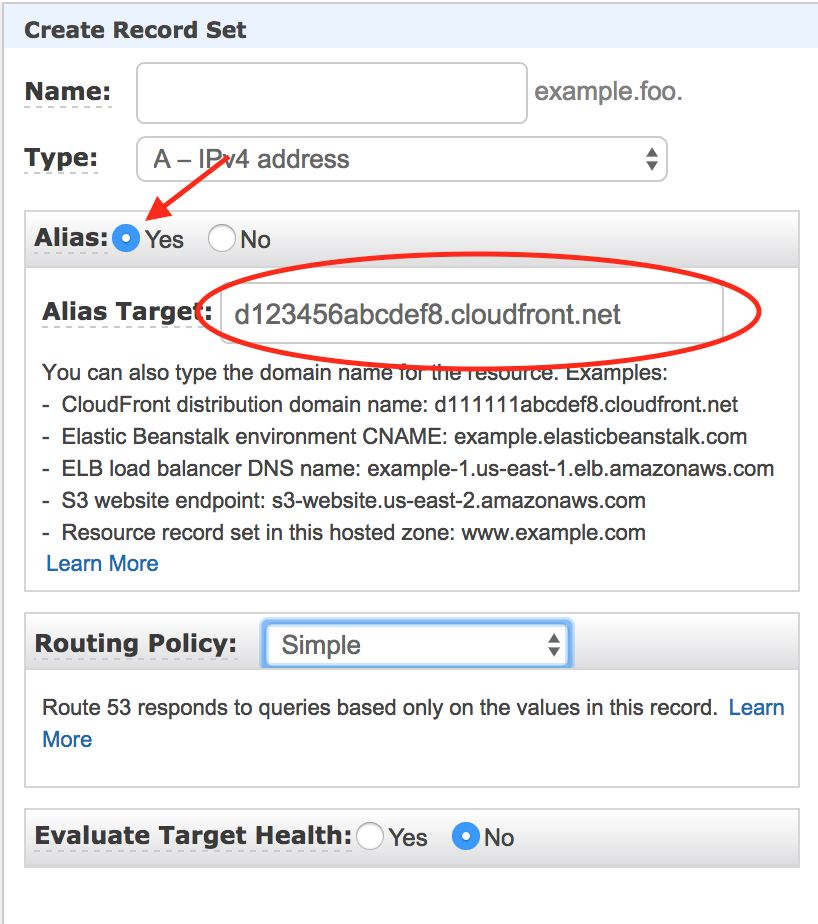 Create Record Set
Name: example.foo.
Type: A – IPv4 address
Alias: Yes No
Alias Target: d123456abcdef8.cloudfront.net
You can also type the domain name for the resource. Examples:
- CloudFront distribution domain name: d111111abcdef8.cloudfront.net
- Elastic Beanstalk environment CNAME: example.elasticbeanstalk.com
- ELB load balancer DNS name: example-1.us-east-1.elb.amazonaws.com
- S3 website endpoint: s3-website.us-east-2.amazonaws.com
- Resource record set in this hosted zone: www.example.com
Learn More
Routing Policy: Simple
Route 53 responds to queries based only on the values in this record. Learn
More
Evaluate Target Health: Yes No